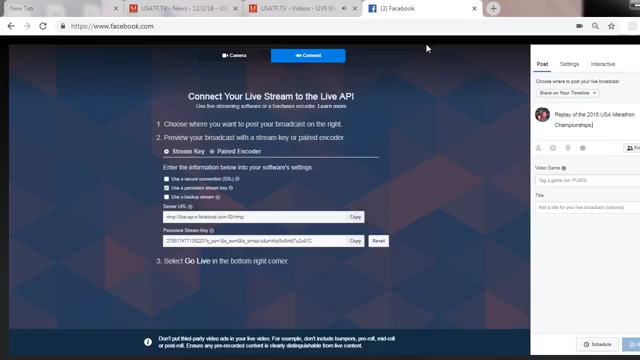 New Tab
USATF.TV - News - 12/2/18 - USATF
USATF.TV - Videos - LIVE W
(3) Facebook
https://www.facebook.com
Camera
Connect
Post
Settings
Interactive
Choose where to post your live broadcast:
Share on Your Timeline
Connect Your Live Stream to the Live API
Use live streaming software or a hardware encoder. Learn more
Replay of the 2018 USA Marathon
Championships.
1. Choose where you want to post your broadcast on the right.
2. Preview your broadcast with a stream key or paired encoder.
Stream Key
Paired Encoder
Enter the information below into your software's settings.
Use a secure connection (SSL)
Use a persistent stream key
Use a backup stream
Server URL
Copy
Persistent Stream Key
Copy
Reset
3. Select Go Live in the bottom right corner.
Fri
Video Game
Tag a game (ex: PUBG)
Title
Add a title for your live broadcast (optional)
Don't put third-party video ads in your live video. For example, don't include bumpers, pre-roll, mid-roll
or post-roll. Ensure any pre-recorded content is clearly distinguishable from live content.
Schedule